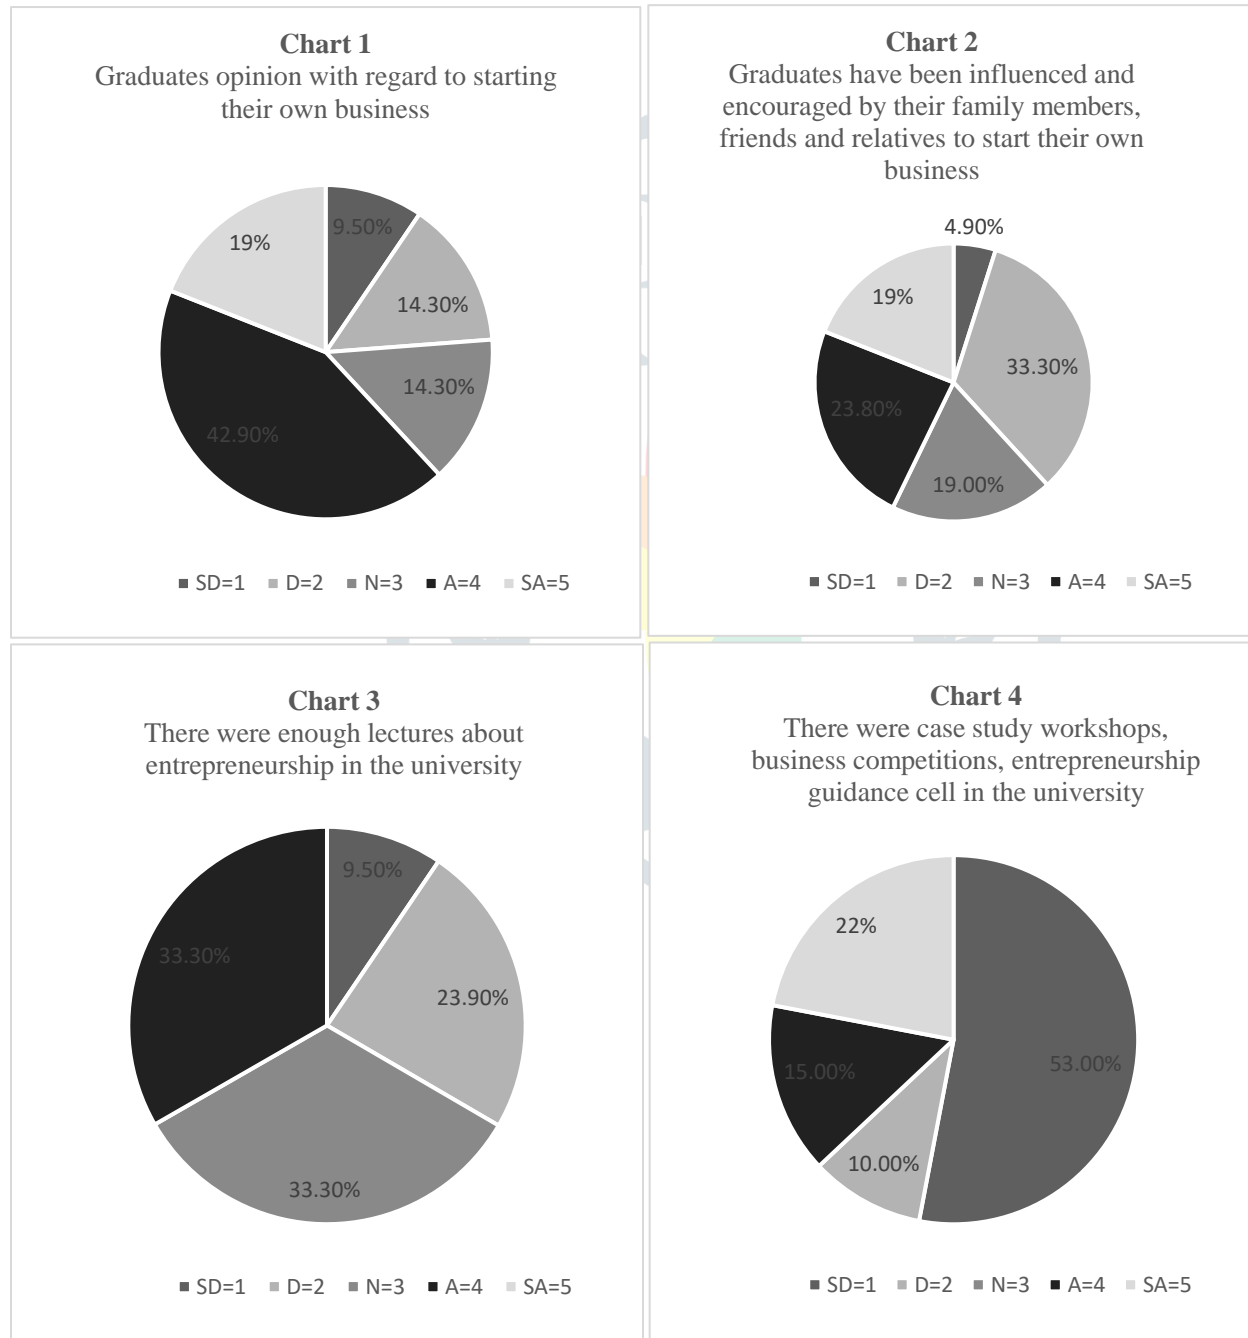 Chart 1
Graduates opinion with regard to starting
their own business
9.50%
14.30%
14.30%
42.90%
19%
SD=1 D=2 N=3 A=4 SA=5
Chart 2
Graduates have been influenced and
encouraged by their family members,
friends and relatives to start their own
business
4.90%
33.30%
19.00%
23.80%
19%
SD=1 D=2 N=3 A=4 SA=5
Chart 3
There were enough lectures about
entrepreneurship in the university
9.50%
23.90%
33.30%
33.30%
SD=1 D=2 N=3 A=4 SA=5
Chart 4
There were case study workshops,
business competitions, entrepreneurship
guidance cell in the university
53.00%
10.00%
15.00%
22%
SD=1 D=2 N=3 A=4 SA=5